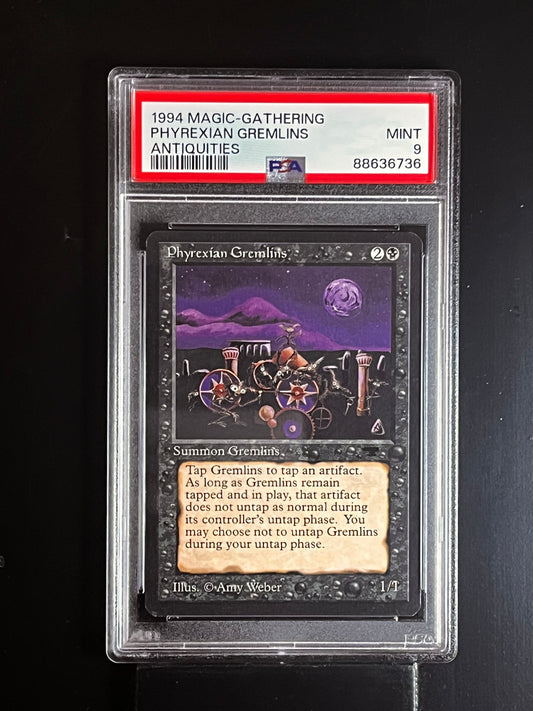 1994 MAGIC-GATHERING
PHYREXIAN GREMLINS MINT
ANTIQUITIES 9
PSA 88636736
Phyrexian Gremlins 2
Summon Gremlins
Tap Gremlins to tap an artifact.
As long as Gremlins remain
tapped and in play, that artifact
does not untap as normal during
its controller's untap phase. You
may choose not to untap Gremlins
during your untap phase.
Illus. © Amy Weber 1/1
PSA